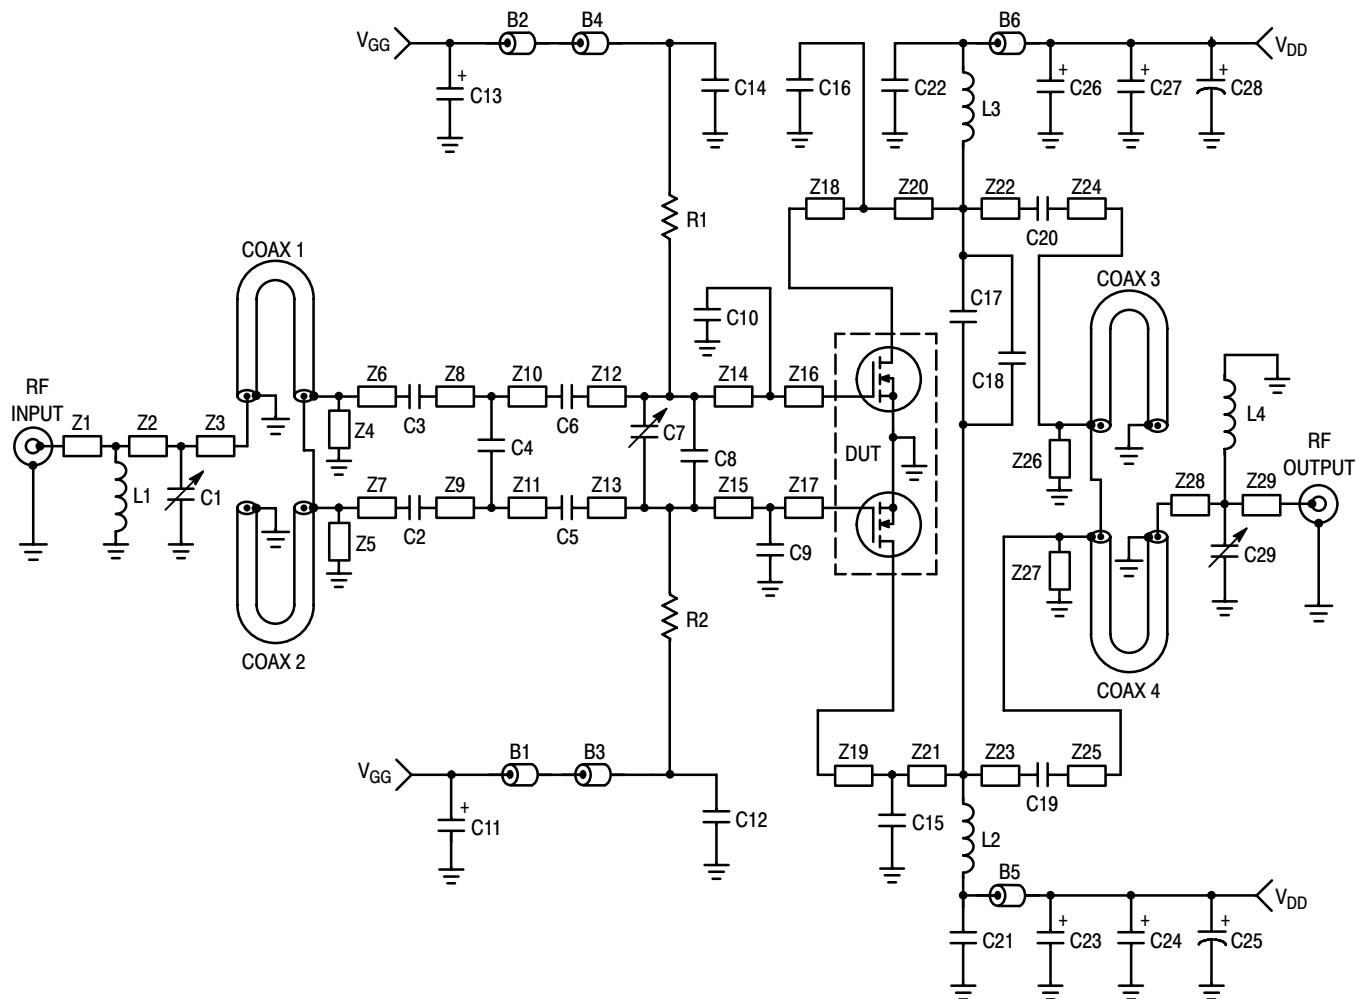 B2
B4
B6
VGG
VDD
+
C13
C14
C16
C22
+
C26
+
C27
+
C28
L3
Z18
Z20
Z22
Z24
R1
C20
COAX 1
COAX 3
C10
C17
C18
RF
INPUT
Z1
Z2
Z3
Z6
Z8
Z10
Z12
Z14
Z16
C3
C6
Z4
C4
C7
C8
DUT
L1
C1
L4
Z26
RF
OUTPUT
Z28
Z29
Z7
Z9
Z11
Z13
Z15
Z17
C2
C5
Z5
C9
Z27
C29
R2
COAX 2
COAX 4
VGG
B1
B3
Z19
Z21
Z23
Z25
C19
+
C11
C12
C15
L2
B5
VDD
C21
+
C23
+
C24
+
C25